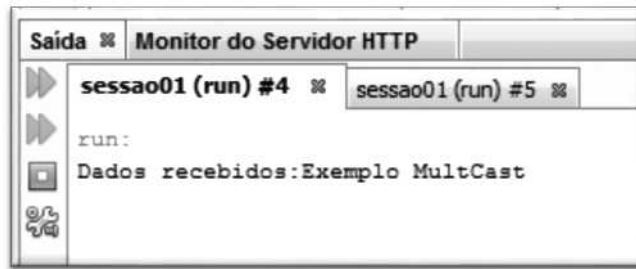 Saída Monitor do Servidor HTTP
sessao01 (run) #4 sessao01 (run) #5
run:
Dados recebidos:Exemplo MultCast